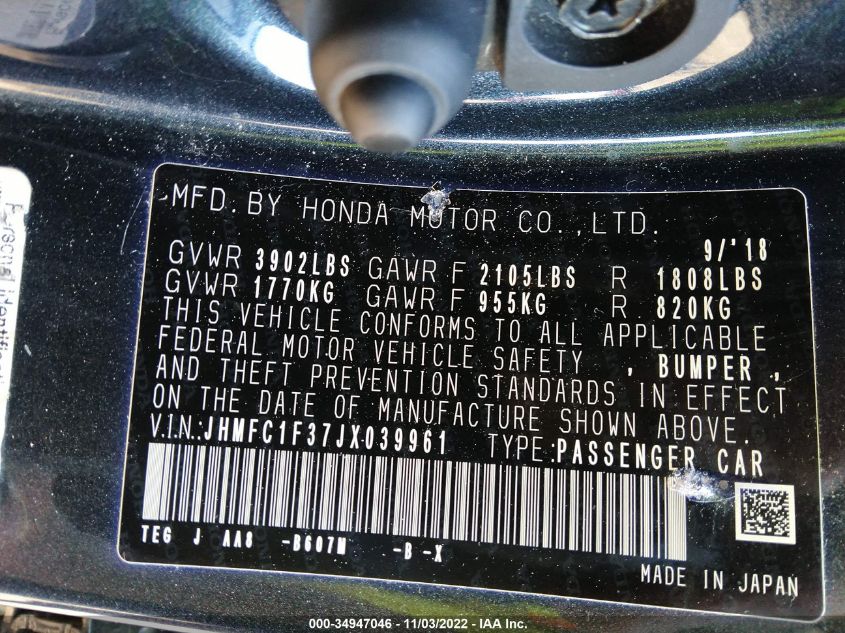 MFD. BY HONDA MOTOR CO., LTD.
9/'18
GVWR 3902LBS GAWR F 2105LBS R 1808LBS
GVWR 1770KG GAWR F 955KG R 820KG
THIS VEHICLE CONFORMS TO ALL APPLICABLE
FEDERAL MOTOR VEHICLE SAFETY , BUMPER ,
AND THEFT PREVENTION STANDARDS IN EFFECT
ON THE DATE OF MANUFACTURE SHOWN ABOVE.
V.I.N.: JHMFC1F37JX039961 TYPE: PASSENGER CAR
TEG J AA8 -B607M -B -X
MADE IN JAPAN
000-34947046 - 11/03/2022 - IAA Inc.